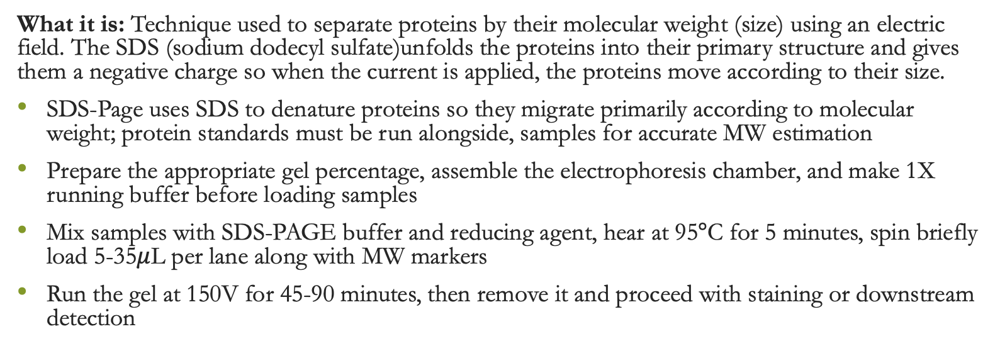 What it is: Technique used to separate proteins by their molecular weight (size) using an electric
field. The SDS (sodium dodecyl sulfate)unfolds the proteins into their primary structure and gives
them a negative charge so when the current is applied, the proteins move according to their size.
• SDS-Page uses SDS to denature proteins so they migrate primarily according to molecular
weight; protein standards must be run alongside, samples for accurate MW estimation
• Prepare the appropriate gel percentage, assemble the electrophoresis chamber, and make 1X
running buffer before loading samples
• Mix samples with SDS-PAGE buffer and reducing agent, hear at 95°C for 5 minutes, spin briefly
load 5-35μL per lane along with MW markers
• Run the gel at 150V for 45-90 minutes, then remove it and proceed with staining or downstream
detection